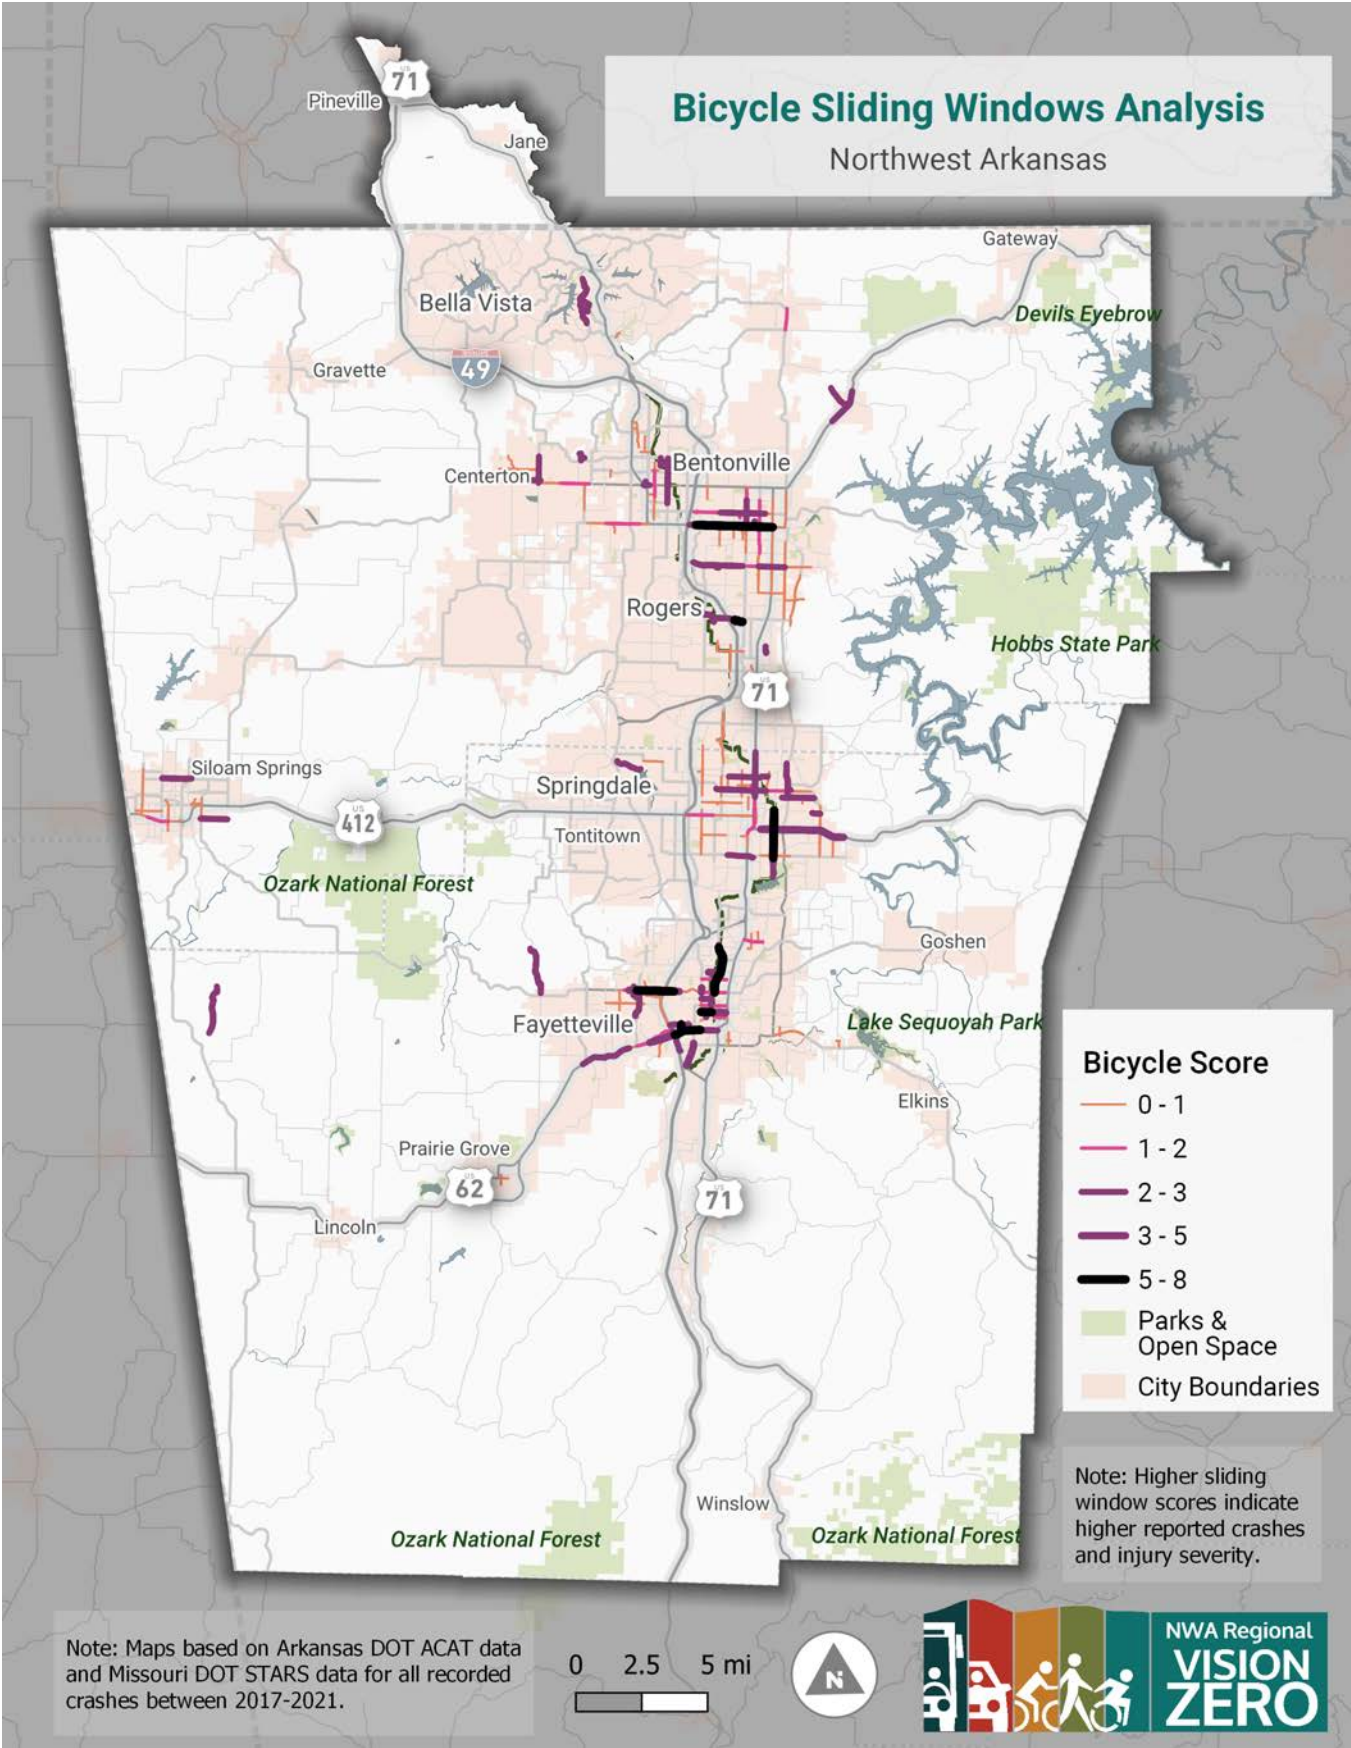 Bicycle Sliding Windows Analysis
Northwest Arkansas
US
71
Pineville
Jane
Gateway
Bella Vista
Devils Eyebrow
49
Gravette
Bentonville
Centerton
Rogers
Hobbs State Park
US
71
Siloam Springs
Springdale
US
412
Tontitown
Ozark National Forest
Goshen
Fayetteville
Lake Sequoyah Park
Elkins
Prairie Grove
US
62
US
71
Lincoln
Winslow
Ozark National Forest
Ozark National Forest
Bicycle Score
0 - 1
1 - 2
2 - 3
3 - 5
5 - 8
Parks &
Open Space
City Boundaries
Note: Higher sliding
window scores indicate
higher reported crashes
and injury severity.
Note: Maps based on Arkansas DOT ACAT data
and Missouri DOT STARS data for all recorded
crashes between 2017-2021.
0 2.5 5 mi
N
NWA Regional
VISION
ZERO